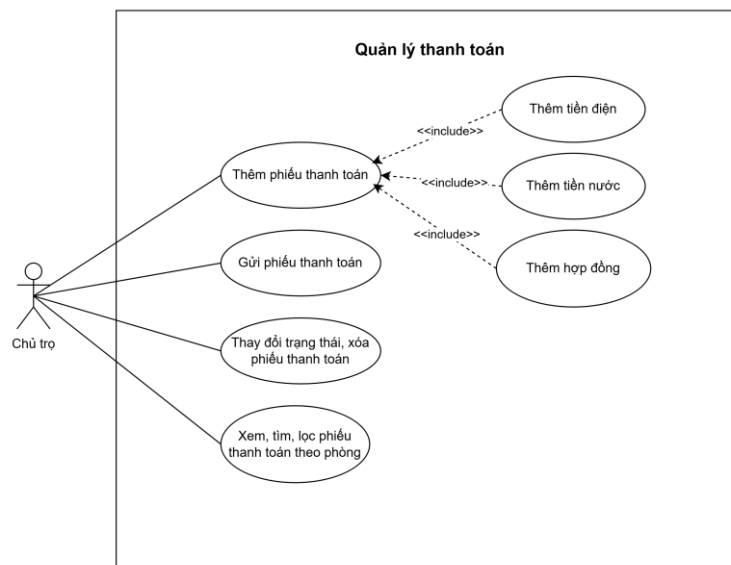 Quản lý thanh toán
Thêm tiền điện
<<include>>
Thêm phiếu thanh toán
<<include>>
Thêm tiền nước
<<include>>
Thêm hợp đồng
Gửi phiếu thanh toán
Chủ trọ
Thay đổi trạng thái, xóa
phiếu thanh toán
Xem, tìm, lọc phiếu
thanh toán theo phòng